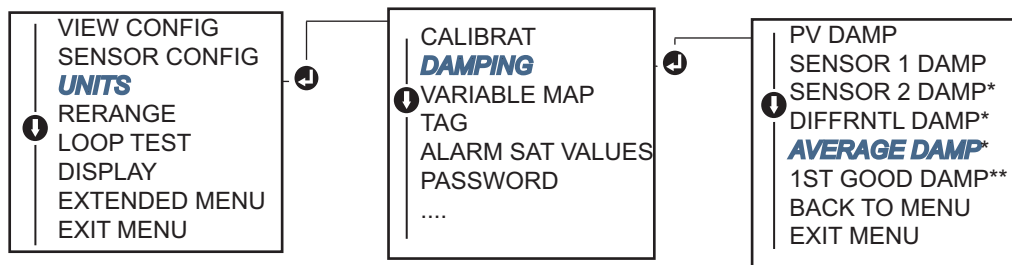 VIEW CONFIG
SENSOR CONFIG
UNITS
RERANGE
LOOP TEST
DISPLAY
EXTENDED MENU
EXIT MENU
CALIBRAT
DAMPING
VARIABLE MAP
TAG
ALARM SAT VALUES
PASSWORD
....
PV DAMP
SENSOR 1 DAMP
SENSOR 2 DAMP*
DIFFRNTL DAMP*
AVERAGE DAMP*
1ST GOOD DAMP**
BACK TO MENU
EXIT MENU